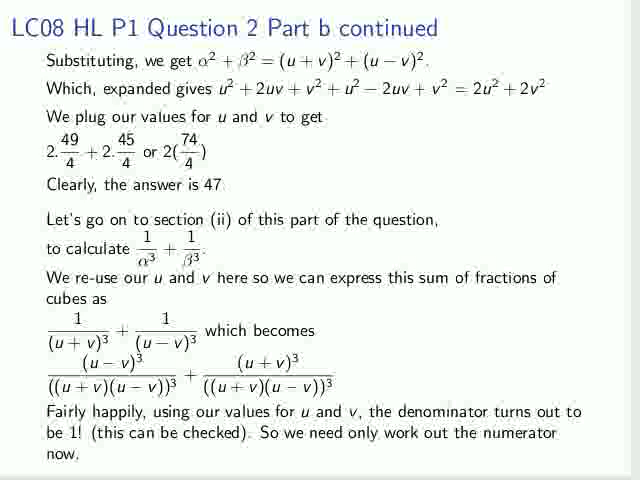 LC08 HL P1 Question 2 Part b continued
Substituting, we get α² + β² = (u + v)² + (u − v)².
Which, expanded gives u² + 2uv + v² + u² − 2uv + v² = 2u² + 2v²
We plug our values for u and v to get
2.49/4 + 2.45/4 or 2(74/4)
Clearly, the answer is 47.
Let's go on to section (ii) of this part of the question,
to calculate 1/α³ + 1/β³.
We re-use our u and v here so we can express this sum of fractions of
cubes as
1/(u + v)³ + 1/(u − v)³ which becomes
(u − v)³/((u + v)(u − v))³ + (u + v)³/((u + v)(u − v))³
Fairly happily, using our values for u and v, the denominator turns out to
be 1! (this can be checked). So we need only work out the numerator
now.